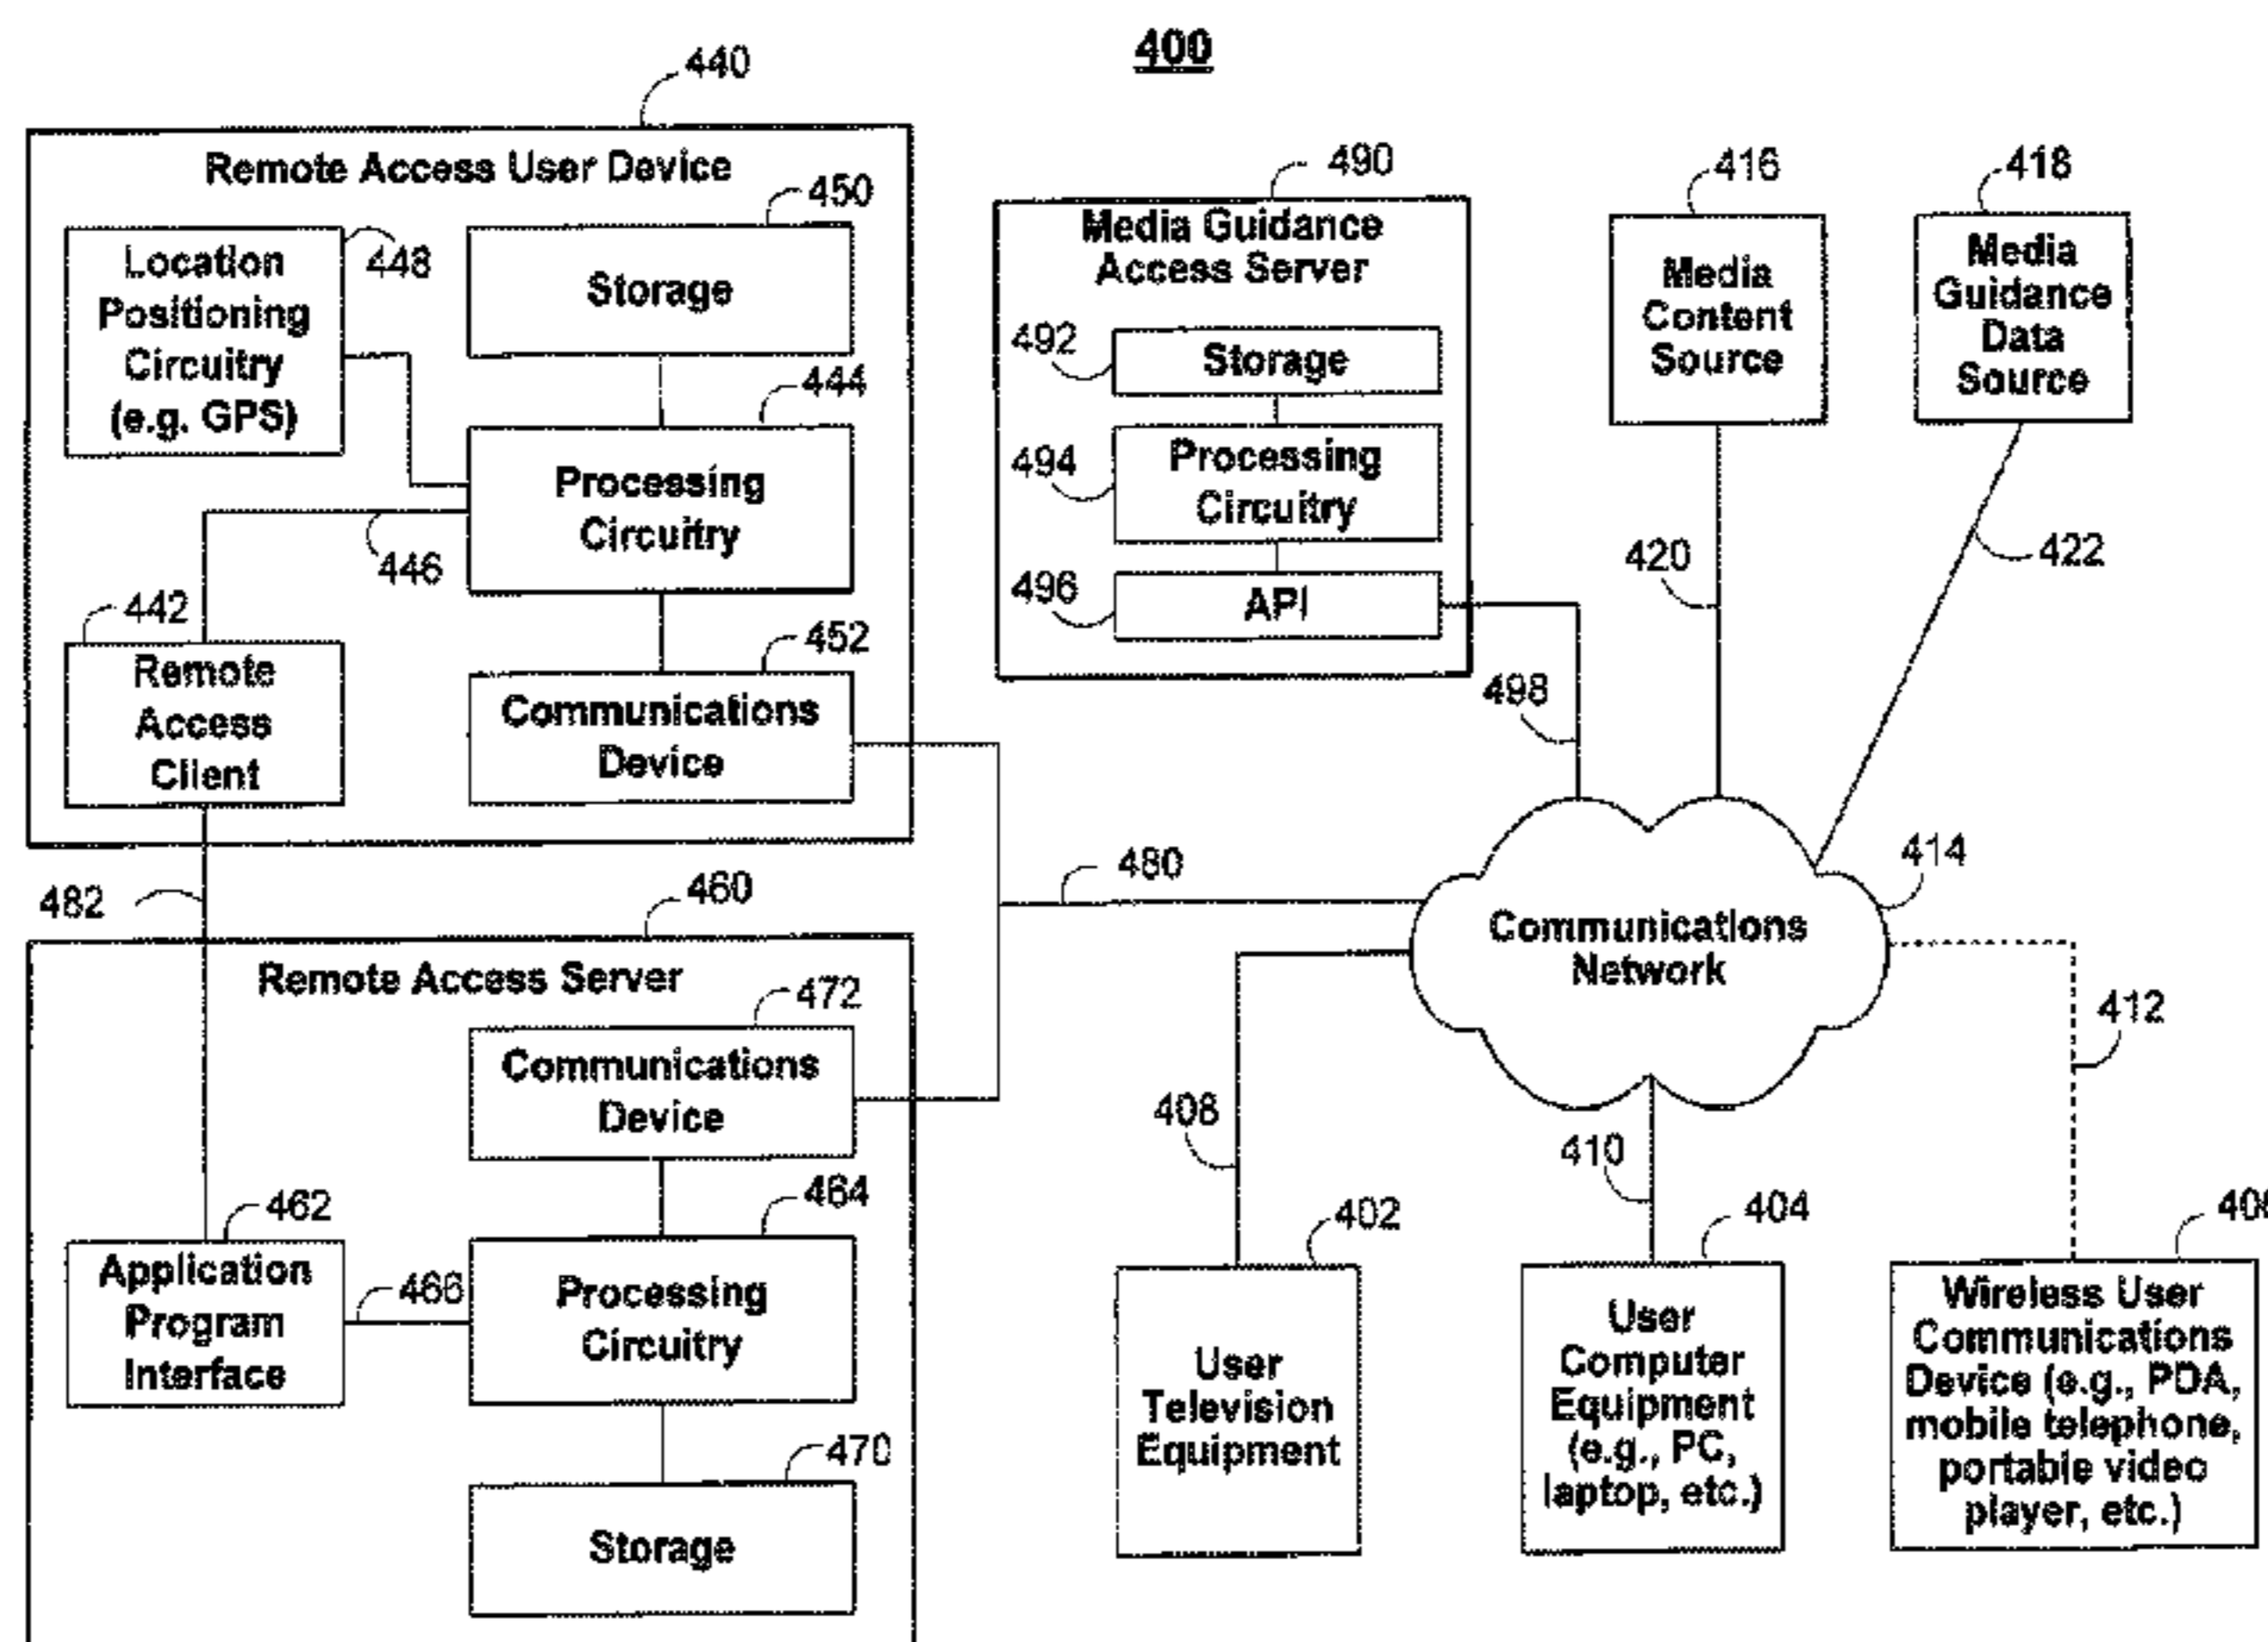 400
440
Remote Access User Device
450
448
Location
Positioning
Circuitry
(e.g. GPS)
Storage
444
Processing
Circuitry
446
442
Remote
Access
Client
452
Communications
Device
482
460
Remote Access Server
472
Communications
Device
464
462
Application
Program
Interface
466
Processing
Circuitry
470
Storage
490
Media Guidance
Access Server
492
Storage
494
Processing
Circuitry
496
API
498
416
Media
Content
Source
418
Media
Guidance
Data
Source
420
422
480
414
Communications
Network
408
410
412
402
User
Television
Equipment
404
User
Computer
Equipment
(e.g., PC,
laptop, etc.)
Wireless User
Communications
Device (e.g., PDA,
mobile telephone,
portable video
player, etc.)